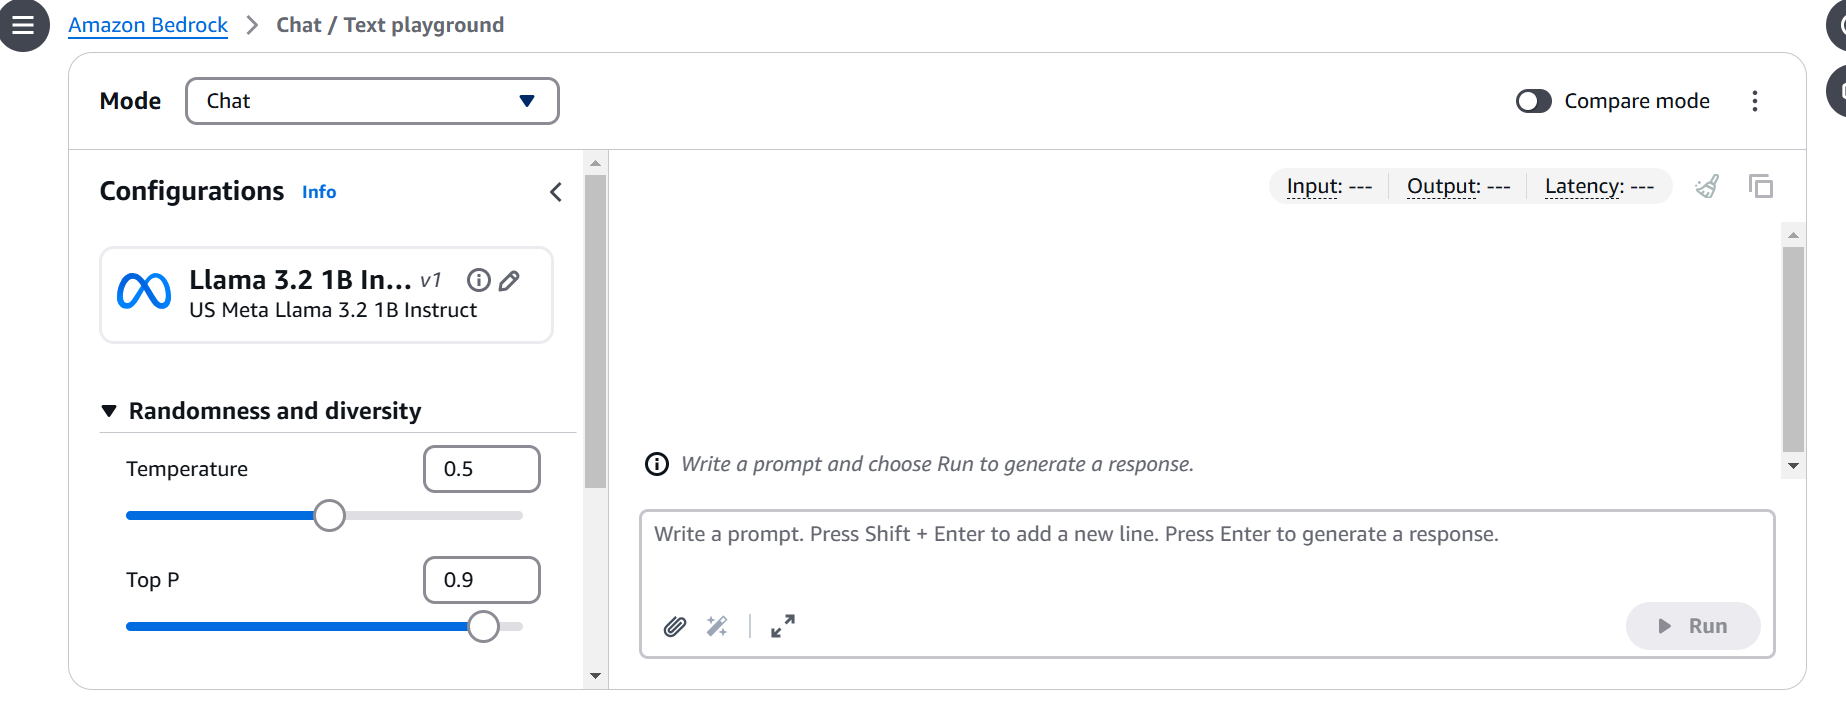 Amazon Bedrock > Chat / Text playground
Mode
Chat
Compare mode
Configurations
Info
Input: ---
Output: ---
Latency: ---
Llama 3.2 1B In... v1
US Meta Llama 3.2 1B Instruct
Randomness and diversity
Temperature
0.5
Top P
0.9
Write a prompt and choose Run to generate a response.
Write a prompt. Press Shift + Enter to add a new line. Press Enter to generate a response.
Run